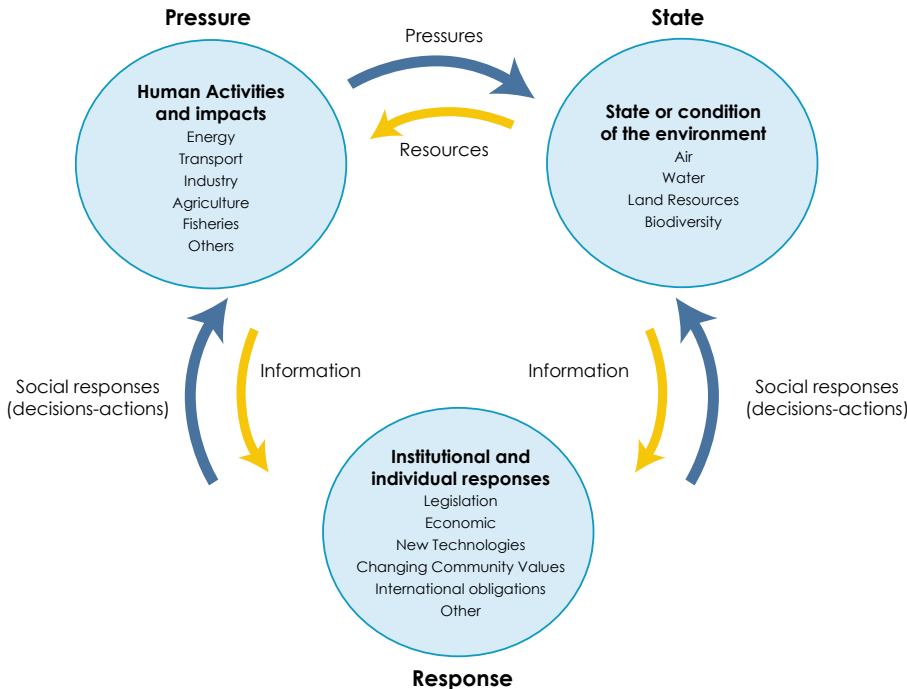 Pressure
State
Pressures
Human Activities
and impacts
Energy
Transport
Industry
Agriculture
Fisheries
Others
Resources
State or condition
of the environment
Air
Water
Land Resources
Biodiversity
Social responses
(decisions-actions)
Information
Information
Social responses
(decisions-actions)
Institutional and
individual responses
Legislation
Economic
New Technologies
Changing Community Values
International obligations
Other
Response